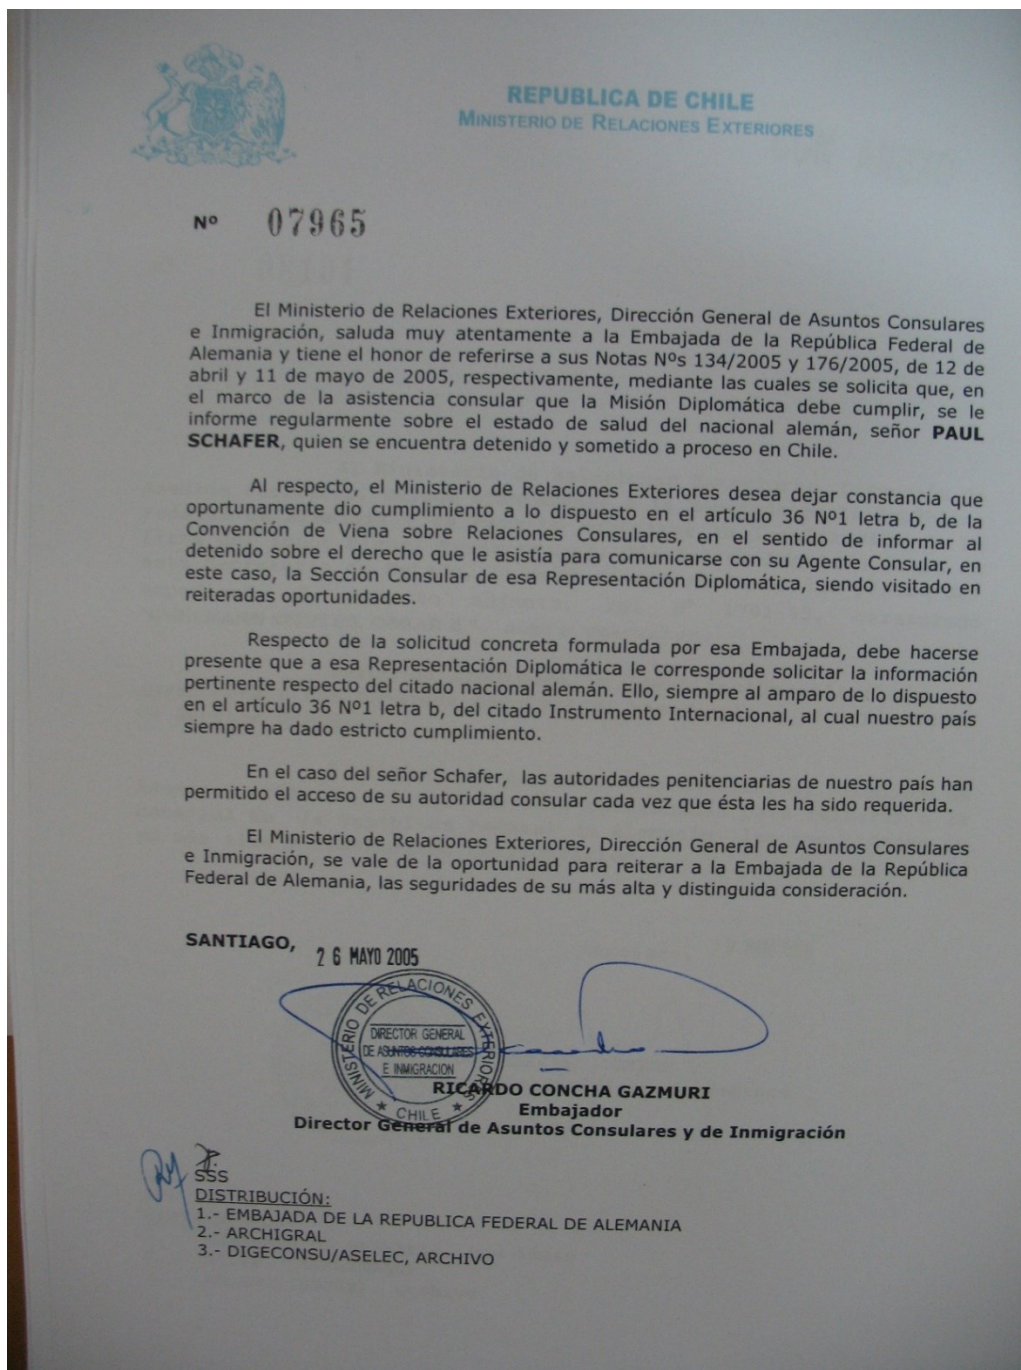 REPUBLICA DE CHILE
MINISTERIO DE RELACIONES EXTERIORES
Nº 07965
El Ministerio de Relaciones Exteriores, Dirección General de Asuntos Consulares
e Inmigración, saluda muy atentamente a la Embajada de la República Federal de
Alemania y tiene el honor de referirse a sus Notas Nºs 134/2005 y 176/2005, de 12 de
abril y 11 de mayo de 2005, respectivamente, mediante las cuales se solicita que, en
el marco de la asistencia consular que la Misión Diplomática debe cumplir, se le
informe regularmente sobre el estado de salud del nacional alemán, señor PAUL
SCHAFER, quien se encuentra detenido y sometido a proceso en Chile.
Al respecto, el Ministerio de Relaciones Exteriores desea dejar constancia que
oportunamente dio cumplimiento a lo dispuesto en el artículo 36 Nº1 letra b, de la
Convención de Viena sobre Relaciones Consulares, en el sentido de informar al
detenido sobre el derecho que le asistía para comunicarse con su Agente Consular, en
este caso, la Sección Consular de esa Representación Diplomática, siendo visitado en
reiteradas oportunidades.
Respecto de la solicitud concreta formulada por esa Embajada, debe hacerse
presente que a esa Representación Diplomática le corresponde solicitar la información
pertinente respecto del citado nacional alemán. Ello, siempre al amparo de lo dispuesto
en el artículo 36 Nº1 letra b, del citado Instrumento Internacional, al cual nuestro país
siempre ha dado estricto cumplimiento.
En el caso del señor Schafer, las autoridades penitenciarias de nuestro país han
permitido el acceso de su autoridad consular cada vez que ésta les ha sido requerida.
El Ministerio de Relaciones Exteriores, Dirección General de Asuntos Consulares
e Inmigración, se vale de la oportunidad para reiterar a la Embajada de la República
Federal de Alemania, las seguridades de su más alta y distinguida consideración.
SANTIAGO, 26 MAYO 2005
MINISTERIO DE RELACIONES EXTERIORES
DIRECTOR GENERAL
DE ASUNTOS CONSULARES
E INMIGRACION
★ CHILE ★
RICARDO CONCHA GAZMURI
Embajador
Director General de Asuntos Consulares y de Inmigración
SSS
DISTRIBUCIÓN:
1.- EMBAJADA DE LA REPUBLICA FEDERAL DE ALEMANIA
2.- ARCHIGRAL
3.- DIGECONSU/ASELEC, ARCHIVO